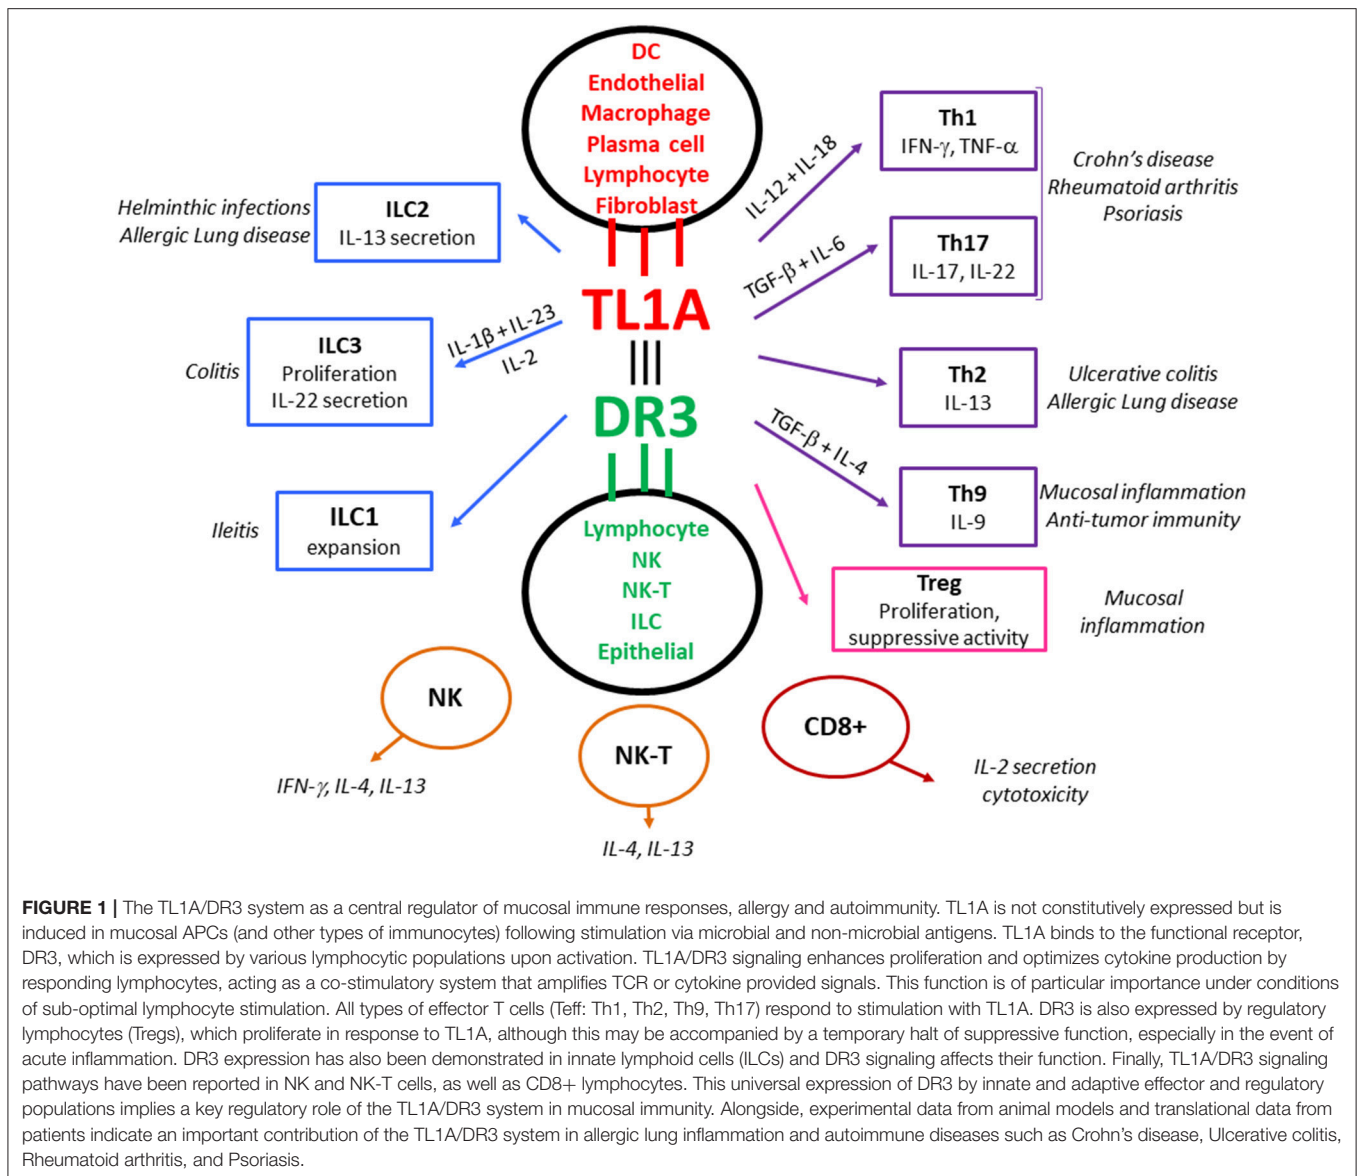 DC
Endothelial
Macrophage
Plasma cell
Lymphocyte
Fibroblast
TL1A
DR3
Lymphocyte
NK
NK-T
ILC
Epithelial
Helminthic infections
Allergic Lung disease
ILC2
IL-13 secretion
Colitis
ILC3
Proliferation
IL-22 secretion
IL-1β + IL-23
IL-2
Ileitis
ILC1
expansion
IL-12 + IL-18
Th1
IFN-γ, TNF-α
TGF-β + IL-6
Th17
IL-17, IL-22
Crohn's disease
Rheumatoid arthritis
Psoriasis
Th2
IL-13
Ulcerative colitis
Allergic Lung disease
TGF-β + IL-4
Th9
IL-9
Mucosal inflammation
Anti-tumor immunity
Treg
Proliferation,
suppressive activity
Mucosal
inflammation
NK
IFN-γ, IL-4, IL-13
NK-T
IL-4, IL-13
CD8+
IL-2 secretion
cytotoxicity
FIGURE 1 | The TL1A/DR3 system as a central regulator of mucosal immune responses, allergy and autoimmunity. TL1A is not constitutively expressed but is
induced in mucosal APCs (and other types of immunocytes) following stimulation via microbial and non-microbial antigens. TL1A binds to the functional receptor,
DR3, which is expressed by various lymphocytic populations upon activation. TL1A/DR3 signaling enhances proliferation and optimizes cytokine production by
responding lymphocytes, acting as a co-stimulatory system that amplifies TCR or cytokine provided signals. This function is of particular importance under conditions
of sub-optimal lymphocyte stimulation. All types of effector T cells (Teff: Th1, Th2, Th9, Th17) respond to stimulation with TL1A. DR3 is also expressed by regulatory
lymphocytes (Tregs), which proliferate in response to TL1A, although this may be accompanied by a temporary halt of suppressive function, especially in the event of
acute inflammation. DR3 expression has also been demonstrated in innate lymphoid cells (ILCs) and DR3 signaling affects their function. Finally, TL1A/DR3 signaling
pathways have been reported in NK and NK-T cells, as well as CD8+ lymphocytes. This universal expression of DR3 by innate and adaptive effector and regulatory
populations implies a key regulatory role of the TL1A/DR3 system in mucosal immunity. Alongside, experimental data from animal models and translational data from
patients indicate an important contribution of the TL1A/DR3 system in allergic lung inflammation and autoimmune diseases such as Crohn's disease, Ulcerative colitis,
Rheumatoid arthritis, and Psoriasis.